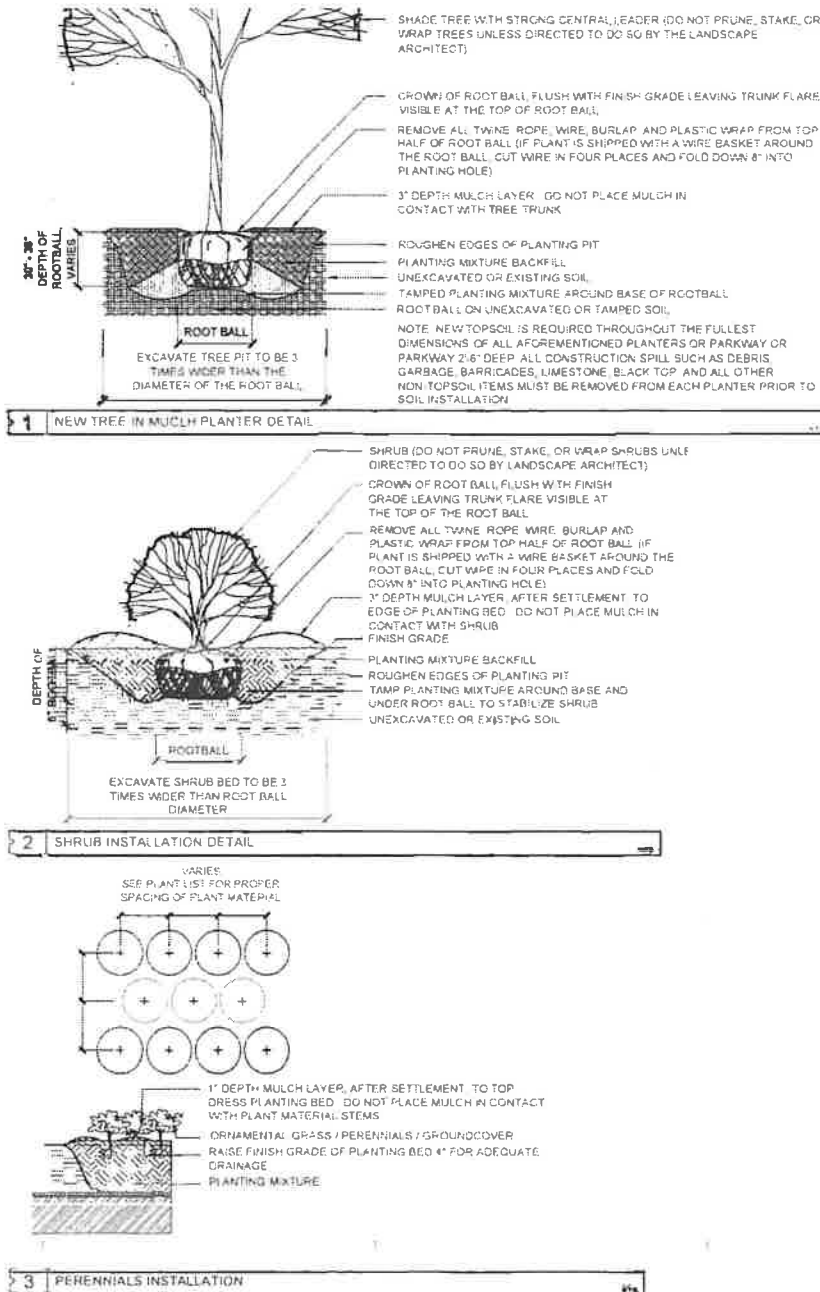 SHADE TREE WITH STRONG CENTRAL LEADER (DO NOT PRUNE, STAKE, OR
WRAP TREES UNLESS DIRECTED TO DO SO BY THE LANDSCAPE
ARCHITECT)
CROWN OF ROOT BALL, FLUSH WITH FINISH GRADE LEAVING TRUNK FLARE
VISIBLE AT THE TOP OF ROOT BALL
REMOVE ALL TWINE, ROPE, WIRE, BURLAP AND PLASTIC WRAP FROM TOP
HALF OF ROOT BALL (IF PLANT IS SHIPPED WITH A WIRE BASKET AROUND
THE ROOT BALL, CUT WIRE IN FOUR PLACES AND FOLD DOWN 8" INTO
PLANTING HOLE)
3" DEPTH MULCH LAYER. DO NOT PLACE MULCH IN
CONTACT WITH TREE TRUNK
ROUGHEN EDGES OF PLANTING PIT
PLANTING MIXTURE BACKFILL
UNEXCAVATED OR EXISTING SOIL
TAMPED PLANTING MIXTURE AROUND BASE OF ROOTBALL
ROOT BALL ON UNEXCAVATED OR TAMPED SOIL
NOTE: NEW TOPSOIL IS REQUIRED THROUGHOUT THE FULLEST
DIMENSIONS OF ALL AFOREMENTIONED PLANTERS OR PARKWAY OR
PARKWAY 2'-6" DEEP. ALL CONSTRUCTION SPILL SUCH AS DEBRIS,
GARBAGE, BARRICADES, LIMESTONE, BLACK TOP AND ALL OTHER
NON-TOPSOIL ITEMS MUST BE REMOVED FROM EACH PLANTER PRIOR TO
SOIL INSTALLATION
DEPTH OF
ROOTBALL
VARIES
ROOT BALL
EXCAVATE TREE PIT TO BE 3
TIMES WIDER THAN THE
DIAMETER OF THE ROOT BALL
1 NEW TREE IN MUCLH PLANTER DETAIL
SHRUB (DO NOT PRUNE, STAKE, OR WRAP SHRUBS UNLE
DIRECTED TO DO SO BY LANDSCAPE ARCHITECT)
CROWN OF ROOT BALL, FLUSH WITH FINISH
GRADE LEAVING TRUNK FLARE VISIBLE AT
THE TOP OF THE ROOT BALL
REMOVE ALL TWINE, ROPE, WIRE, BURLAP AND
PLASTIC WRAP FROM TOP HALF OF ROOT BALL (IF
PLANT IS SHIPPED WITH A WIRE BASKET AROUND THE
ROOT BALL, CUT WIRE IN FOUR PLACES AND FOLD
DOWN 8" INTO PLANTING HOLE)
3" DEPTH MULCH LAYER, AFTER SETTLEMENT, TO
EDGE OF PLANTING BED. DO NOT PLACE MULCH IN
CONTACT WITH SHRUB
FINISH GRADE
PLANTING MIXTURE BACKFILL
ROUGHEN EDGES OF PLANTING PIT
TAMP PLANTING MIXTURE AROUND BASE AND
UNDER ROOT BALL TO STABILIZE SHRUB
UNEXCAVATED OR EXISTING SOIL
DEPTH OF
ROOTBALL
EXCAVATE SHRUB BED TO BE 3
TIMES WIDER THAN ROOT BALL
DIAMETER
2 SHRUB INSTALLATION DETAIL
VARIES
SEE PLANT LIST FOR PROPER
SPACING OF PLANT MATERIAL
1" DEPTH MULCH LAYER, AFTER SETTLEMENT, TO TOP
DRESS PLANTING BED. DO NOT PLACE MULCH IN CONTACT
WITH PLANT MATERIAL STEMS
ORNAMENTAL GRASS / PERENNIALS / GROUNDCOVER
RAISE FINISH GRADE OF PLANTING BED 4" FOR ADEQUATE
DRAINAGE
PLANTING MIXTURE
3 PERENNIALS INSTALLATION